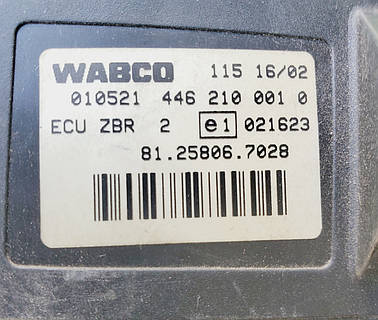 WABCO 115 16/02
010521 446 210 001 0
ECU ZBR 2 e1 021623
81.25806.7028